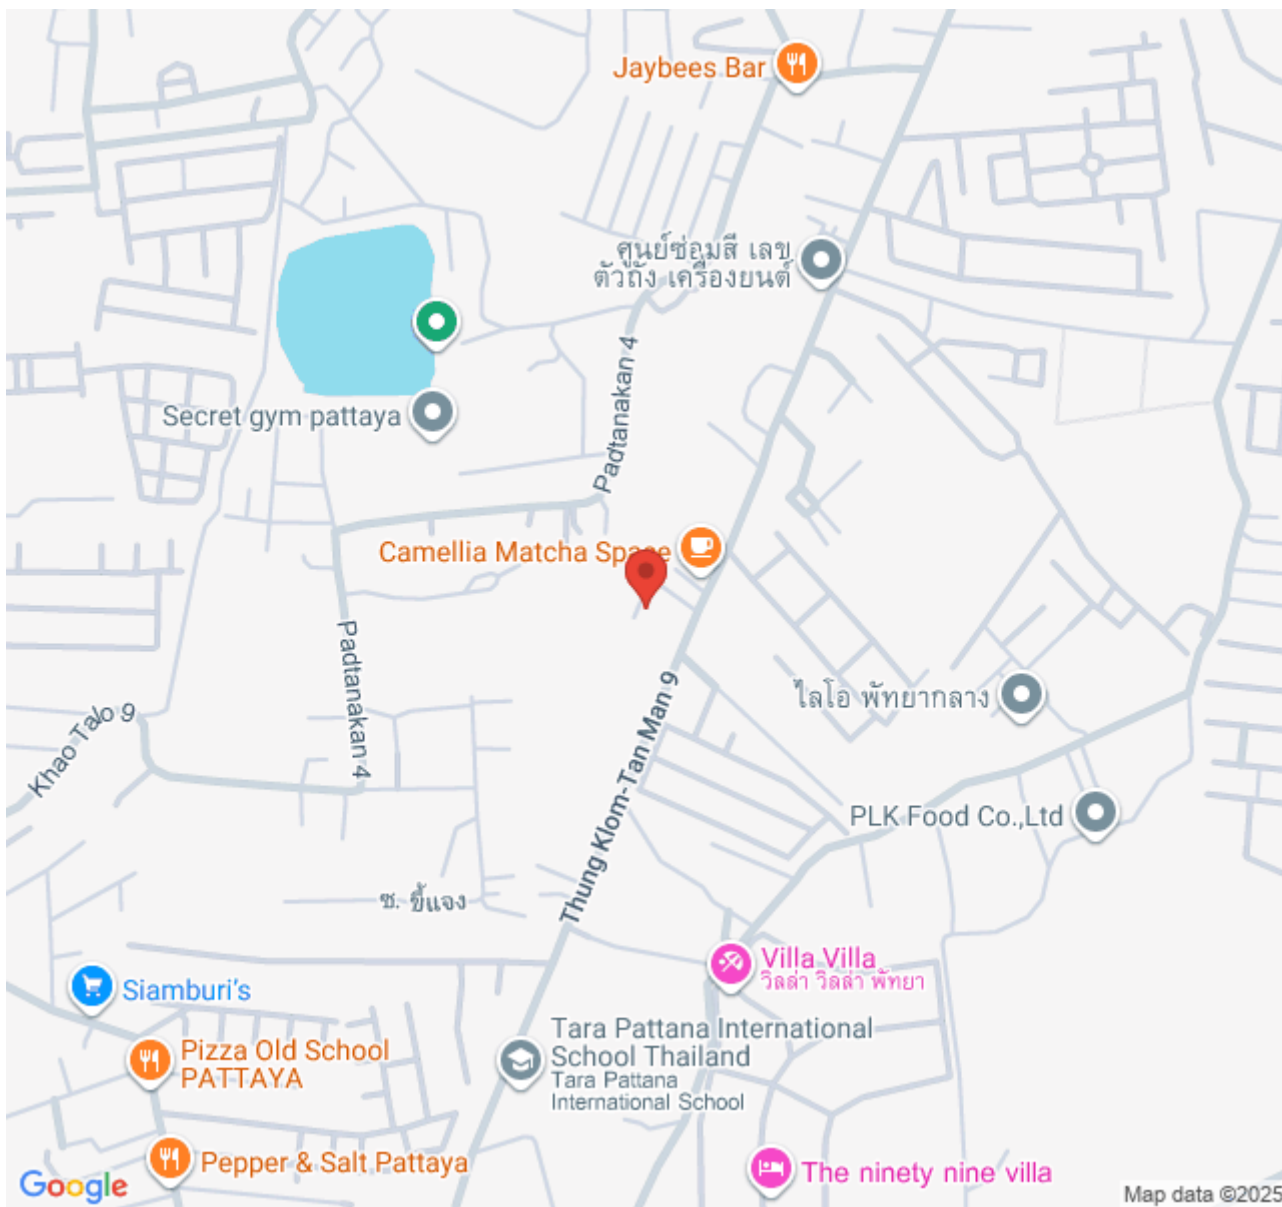 Jaybees Bar
ศูนย์ซ่อมสี เลข
ตัวถัง เครื่องยนต์
Padtanakan 4
Secret gym pattaya
Camellia Matcha Space
Padtanakan 4
Khao Talo 9
Thung Klom-Tan Man 9
ไลโอ พัทยากลาง
PLK Food Co.,Ltd
ซ. ขี้แจง
Villa Villa
วิลล่า วิลล่า พัทยา
Siamburi's
Tara Pattana International
School Thailand
Tara Pattana
International School
Pizza Old School
PATTAYA
Pepper & Salt Pattaya
The ninety nine villa
Google
Map data ©2025